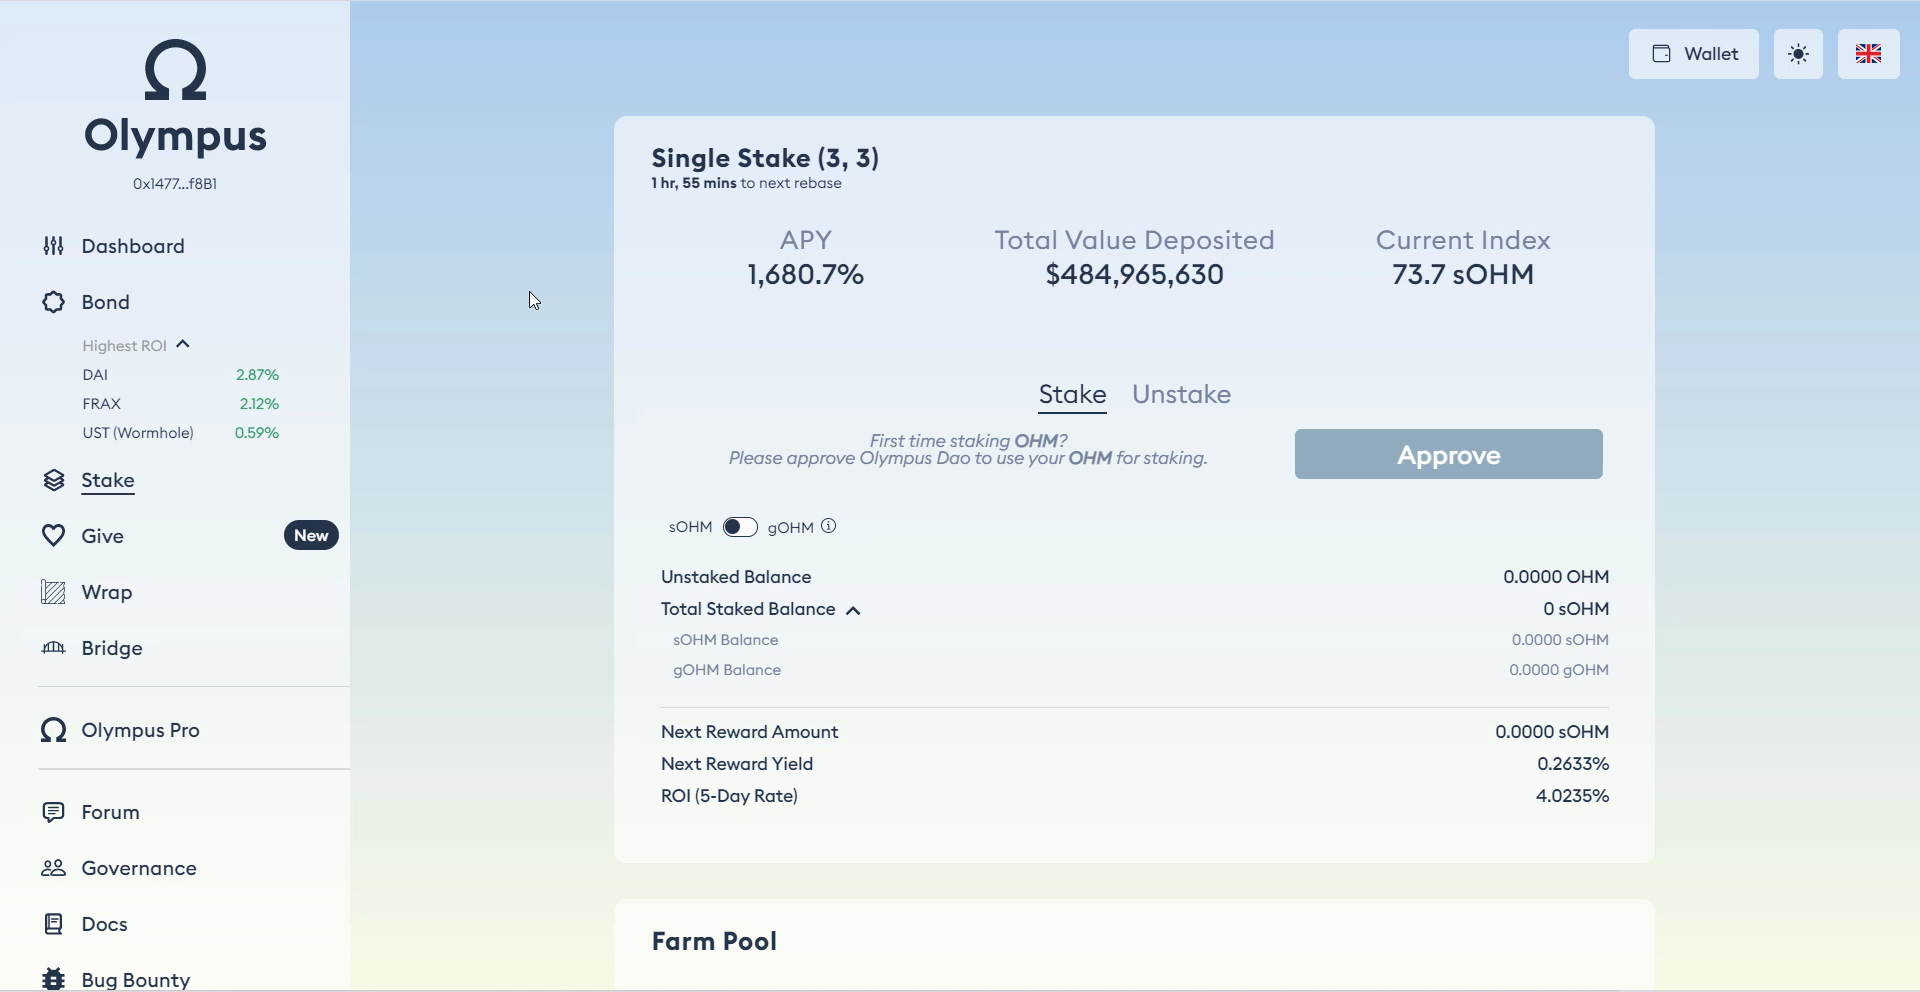 Olympus
0x1477...f8B1
Dashboard
Bond
Highest ROI
DAI 2.87%
FRAX 2.12%
UST (Wormhole) 0.59%
Stake
Give New
Wrap
Bridge
Olympus Pro
Forum
Governance
Docs
Bug Bounty
Wallet
Single Stake (3, 3)
1 hr, 55 mins to next rebase
APY Total Value Deposited Current Index
1,680.7% $484,965,630 73.7 sOHM
Stake Unstake
First time staking OHM?
Please approve Olympus Dao to use your OHM for staking.
Approve
sOHM gOHM
Unstaked Balance 0.0000 OHM
Total Staked Balance 0 sOHM
sOHM Balance 0.0000 sOHM
gOHM Balance 0.0000 gOHM
Next Reward Amount 0.0000 sOHM
Next Reward Yield 0.2633%
ROI (5-Day Rate) 4.0235%
Farm Pool